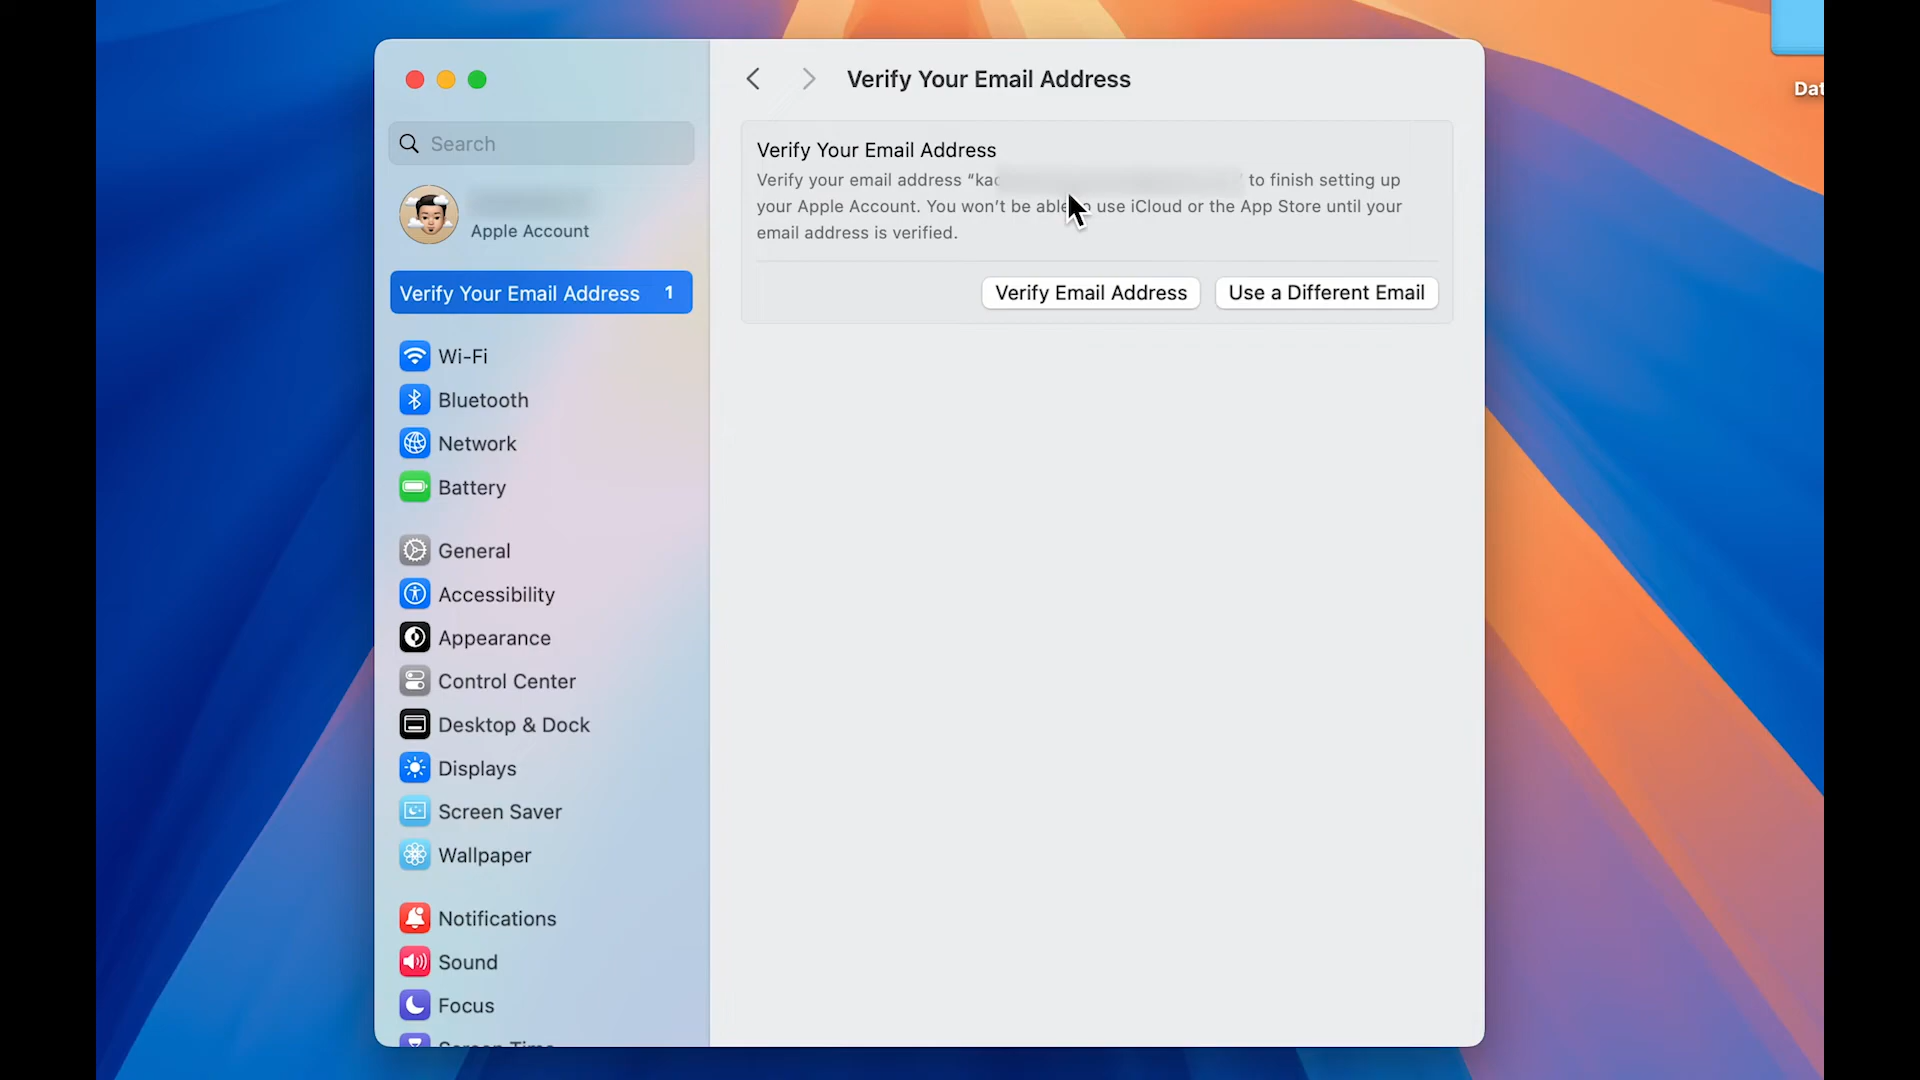 Dat
Verify Your Email Address
Search
Apple Account
Verify Your Email Address 1
Wi-Fi
Bluetooth
Network
Battery
General
Accessibility
Appearance
Control Center
Desktop & Dock
Displays
Screen Saver
Wallpaper
Notifications
Sound
Focus
Screen Time
Verify Your Email Address
Verify your email address “kac to finish setting up
your Apple Account. You won’t be able use iCloud or the App Store until your
email address is verified.
Verify Email Address
Use a Different Email